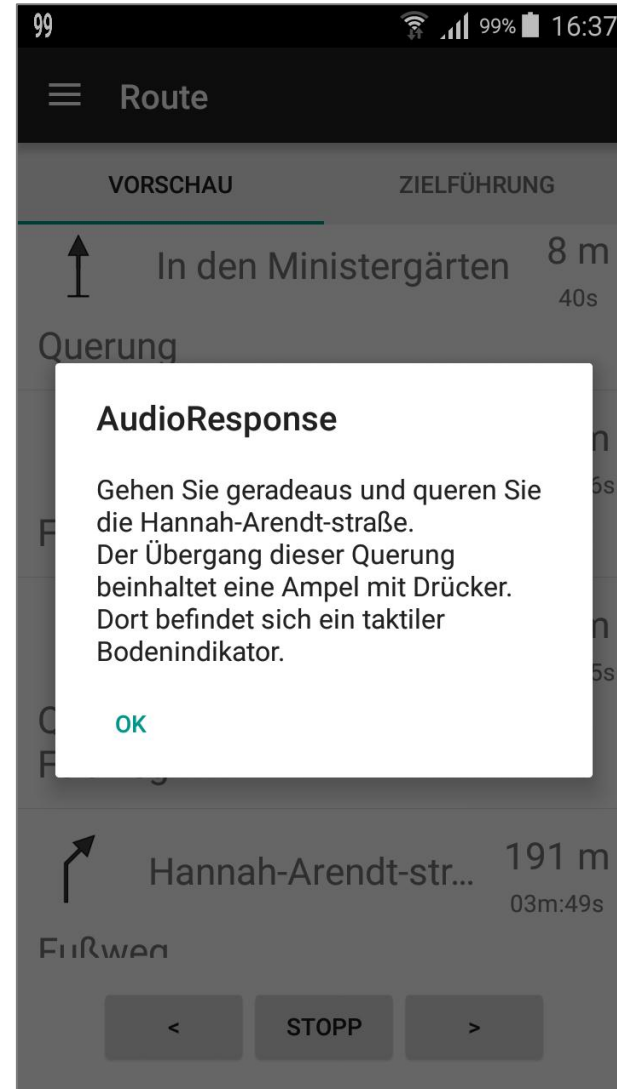 99 99% 16:37
Route
VORSCHAU ZIELFÜHRUNG
In den Ministergärten 8 m
40s
Querung
AudioResponse
Gehen Sie geradeaus und queren Sie
die Hannah-Arendt-straße.
Der Übergang dieser Querung
beinhaltet eine Ampel mit Drücker.
Dort befindet sich ein taktiler
Bodenindikator.
OK
Hannah-Arendt-str... 191 m
03m:49s
Fußweg
< STOPP >